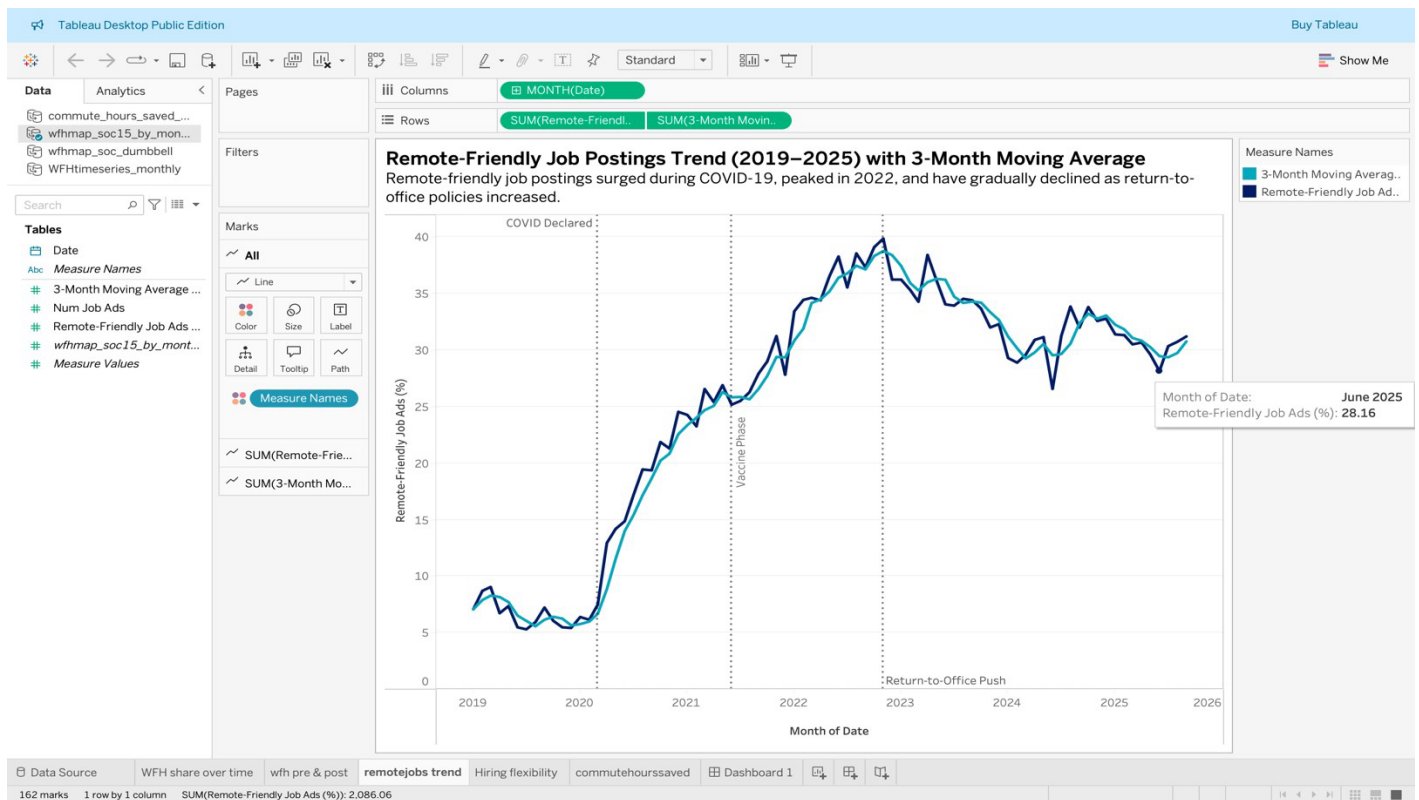 Tableau Desktop Public Edition
Buy Tableau
Standard
Show Me
Data
Analytics
commute_hours_saved_...
wfhmap_soc15_by_mon...
wfhmap_soc_dumbbell
WFHtimeseries_monthly
Search
Tables
Date
Abc Measure Names
# 3-Month Moving Average ...
# Num Job Ads
# Remote-Friendly Job Ads ...
# wfhmap_soc15_by_mont...
# Measure Values
Pages
Filters
Marks
All
Line
Color Size Label
Detail Tooltip Path
Measure Names
SUM(Remote-Frie...
SUM(3-Month Mo...
iii Columns
MONTH(Date)
Rows
SUM(Remote-Friendl.. SUM(3-Month Movin..
Remote-Friendly Job Postings Trend (2019–2025) with 3-Month Moving Average
Remote-friendly job postings surged during COVID-19, peaked in 2022, and have gradually declined as return-to-
office policies increased.
COVID Declared
Vaccine Phase
Return-to-Office Push
Remote-Friendly Job Ads (%)
40
35
30
25
20
15
10
5
0
2019 2020 2021 2022 2023 2024 2025 2026
Month of Date
Month of Date: June 2025
Remote-Friendly Job Ads (%): 28.16
Measure Names
3-Month Moving Averag..
Remote-Friendly Job Ad..
Data Source WFH share over time wfh pre & post remotejobs trend Hiring flexibility commutehourssaved Dashboard 1
162 marks 1 row by 1 column SUM(Remote-Friendly Job Ads (%)): 2,086.06